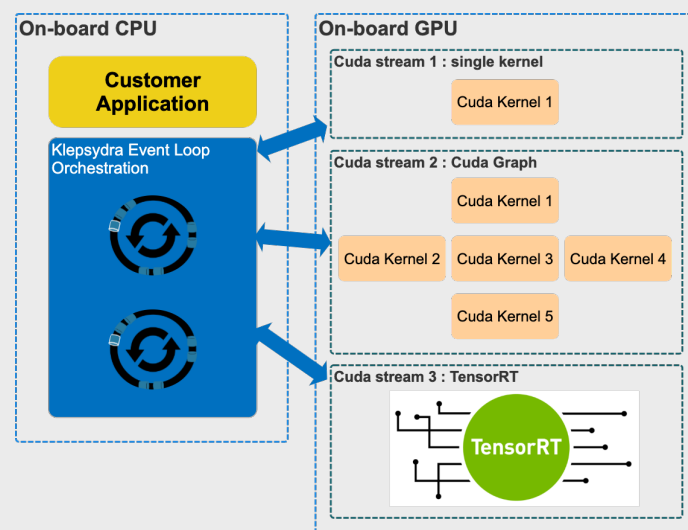 On-board CPU
Customer
Application
Klepsydra Event Loop
Orchestration
On-board GPU
Cuda stream 1 : single kernel
Cuda Kernel 1
Cuda stream 2 : Cuda Graph
Cuda Kernel 1
Cuda Kernel 2
Cuda Kernel 3
Cuda Kernel 4
Cuda Kernel 5
Cuda stream 3 : TensorRT
TensorRT